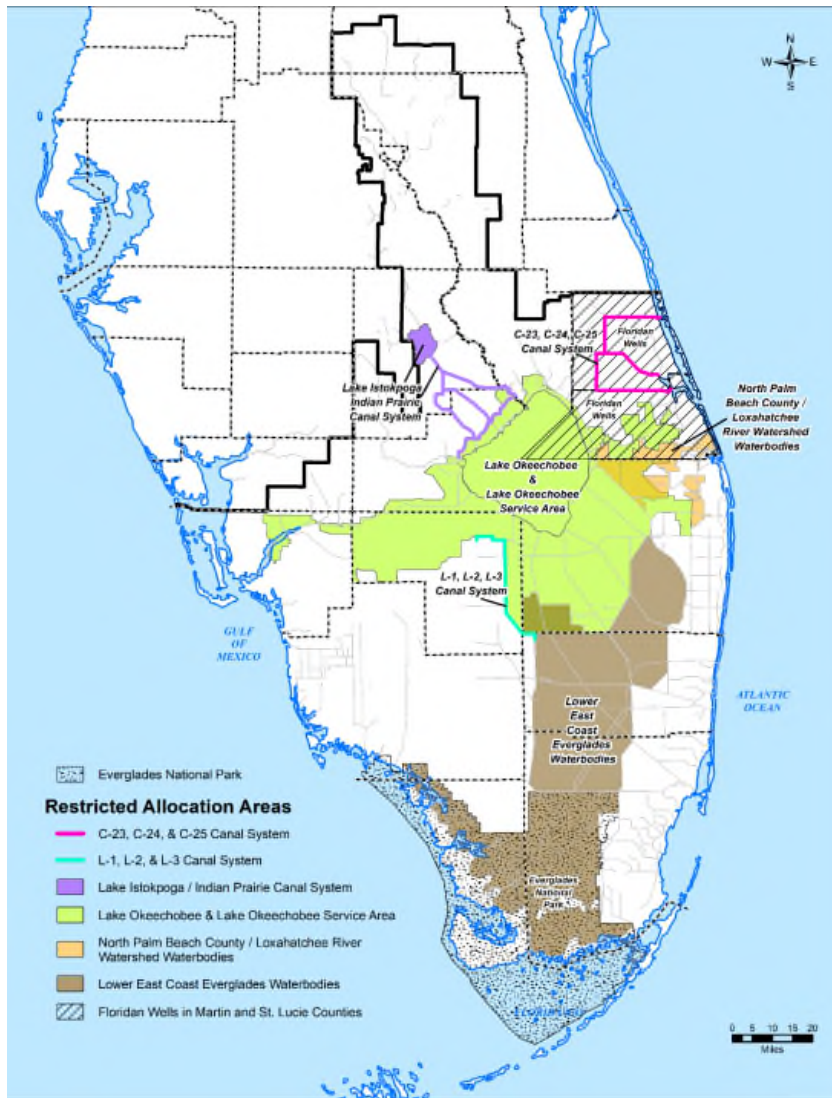 N
W E
S
C-23, C-24, C-25
Canal System
Floridan
Wells
Lake Istokpoga
Indian Prairie
Canal System
Floridan
Wells
North Palm
Beach County /
Loxahatchee
River Watershed
Waterbodies
Lake Okeechobee
&
Lake Okeechobee
Service Area
L-1, L-2, L-3
Canal System
GULF
OF
MEXICO
ATLANTIC
OCEAN
Lower
East
Coast
Everglades
Waterbodies
Everglades
National
Park
Everglades National Park
Restricted Allocation Areas
C-23, C-24, & C-25 Canal System
L-1, L-2, & L-3 Canal System
Lake Istokpoga / Indian Prairie Canal System
Lake Okeechobee & Lake Okeechobee Service Area
North Palm Beach County / Loxahatchee River
Watershed Waterbodies
Lower East Coast Everglades Waterbodies
Floridan Wells in Martin and St. Lucie Counties
0 5 10 15 20
Miles